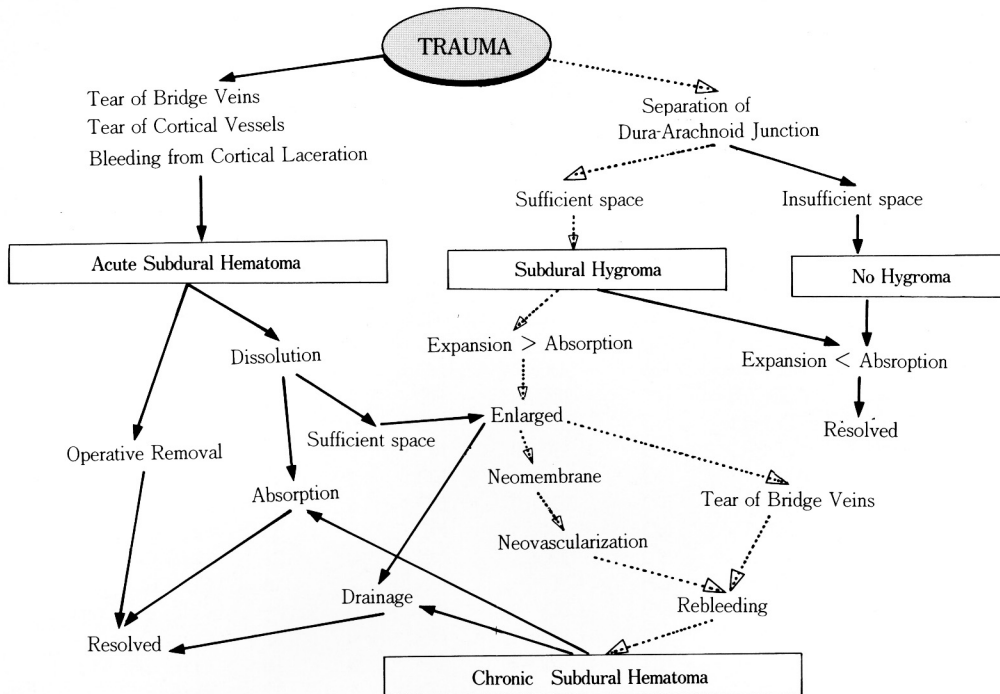 TRAUMA
Tear of Bridge Veins
Tear of Cortical Vessels
Bleeding from Cortical Laceration
Separation of
Dura-Arachnoid Junction
Sufficient space
Insufficient space
Acute Subdural Hematoma
Subdural Hygroma
No Hygroma
Dissolution
Expansion > Absorption
Expansion < Absroption
Operative Removal
Sufficient space
Enlarged
Resolved
Absorption
Neomembrane
Tear of Bridge Veins
Neovascularization
Drainage
Rebleeding
Resolved
Chronic Subdural Hematoma